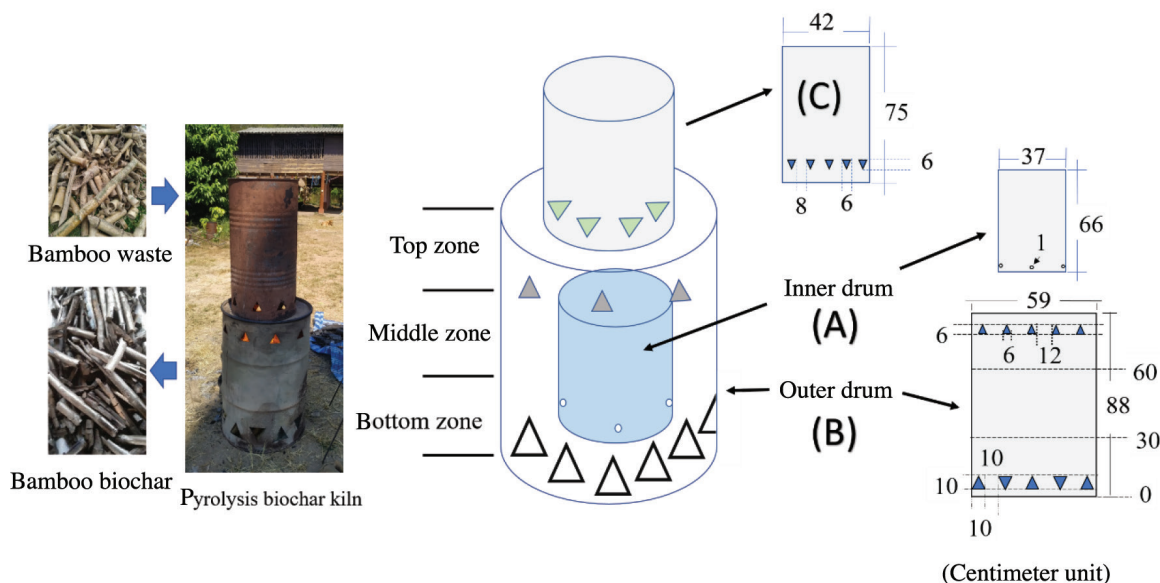 Bamboo waste
Bamboo biochar
Pyrolysis biochar kiln
Top zone
Middle zone
Bottom zone
42
(C)
75
6
8
6
37
1
66
Inner drum
(A)
Outer drum
(B)
59
6
6
12
60
88
30
10
10
0
10
(Centimeter unit)